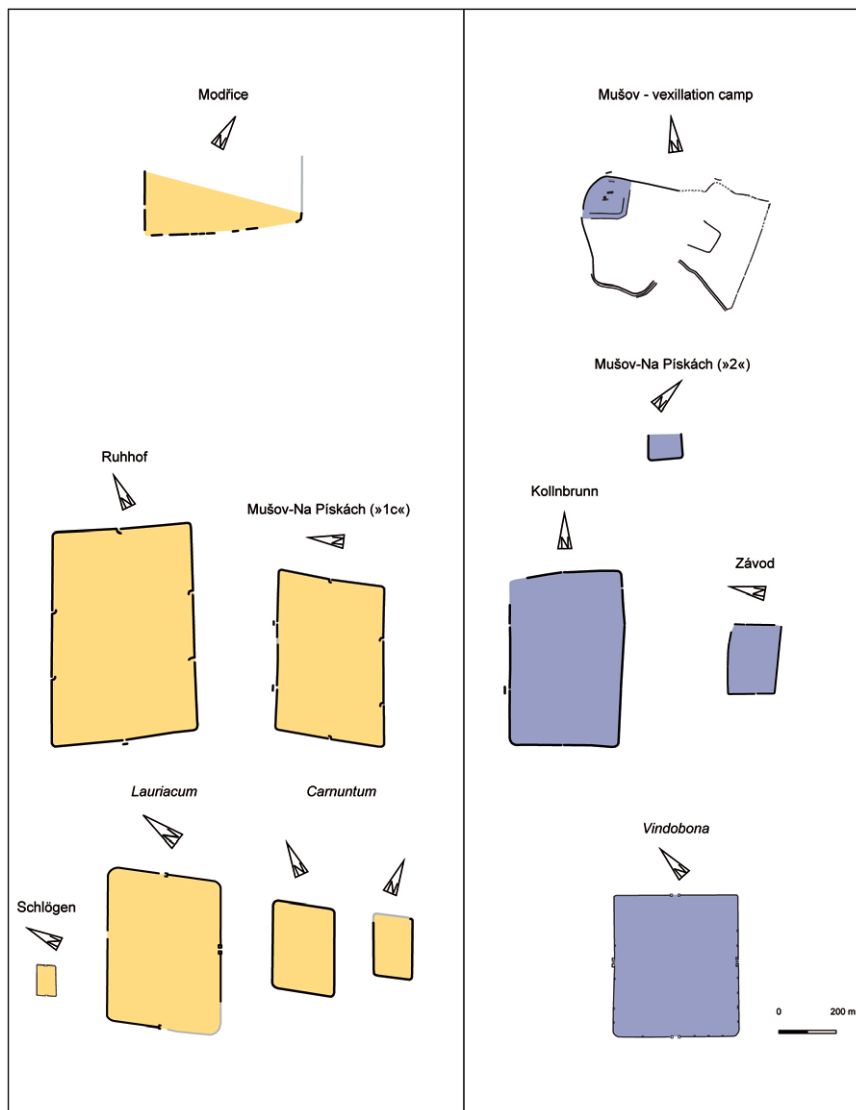 Modřice
N
Mušov - vexillation camp
N
Mušov-Na Pískách (»2«)
N
Ruhhof
N
Mušov-Na Pískách (»1c«)
N
Kollnbrunn
N
Závod
N
Lauriacum
N
Carnuntum
N
N
Schlögen
N
Vindobona
N
0 200 m